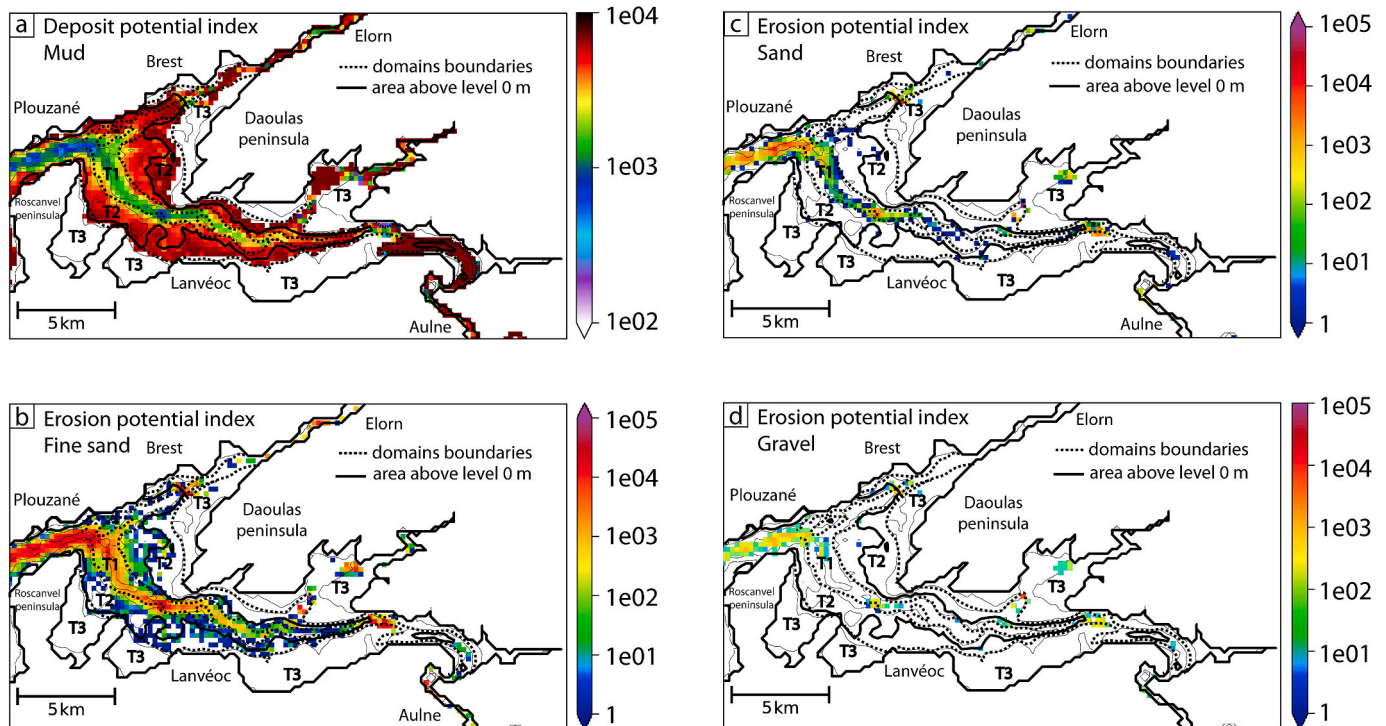 a
Deposit potential index
Mud
Elorn
Brest
domains boundaries
area above level 0 m
Plouzané
T3
Daoulas
peninsula
T2
T1
Roscanvel
peninsula
T2
T3
T3
T3
T3
Lanvéoc
5 km
Aulne
1e04
1e03
1e02
c
Erosion potential index
Sand
Elorn
Brest
domains boundaries
area above level 0 m
Plouzané
T3
Daoulas
peninsula
T2
T1
Roscanvel
peninsula
T2
T3
T3
T3
T3
Lanvéoc
5 km
Aulne
1e05
1e04
1e03
1e02
1e01
1
b
Erosion potential index
Fine sand
Elorn
Brest
domains boundaries
area above level 0 m
Plouzané
T3
Daoulas
peninsula
T2
T1
Roscanvel
peninsula
T2
T3
T3
T3
T3
Lanvéoc
5 km
Aulne
1e05
1e04
1e03
1e02
1e01
1
d
Erosion potential index
Gravel
Elorn
Brest
domains boundaries
area above level 0 m
Plouzané
T3
Daoulas
peninsula
T2
T1
Roscanvel
peninsula
T2
T3
T3
T3
T3
Lanvéoc
5 km
Aulne
1e05
1e04
1e03
1e02
1e01
1